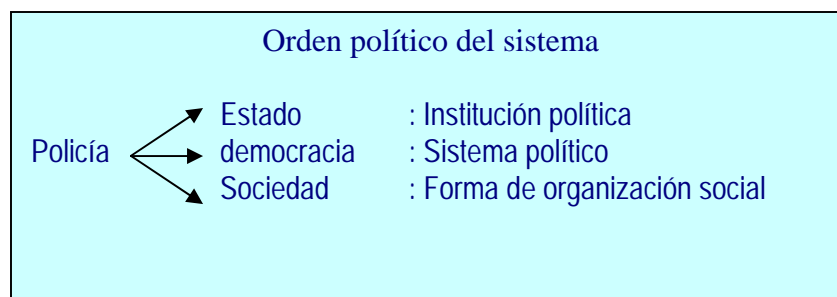 Orden político del sistema
Estado : Institución política
Policía democracia : Sistema político
Sociedad : Forma de organización social